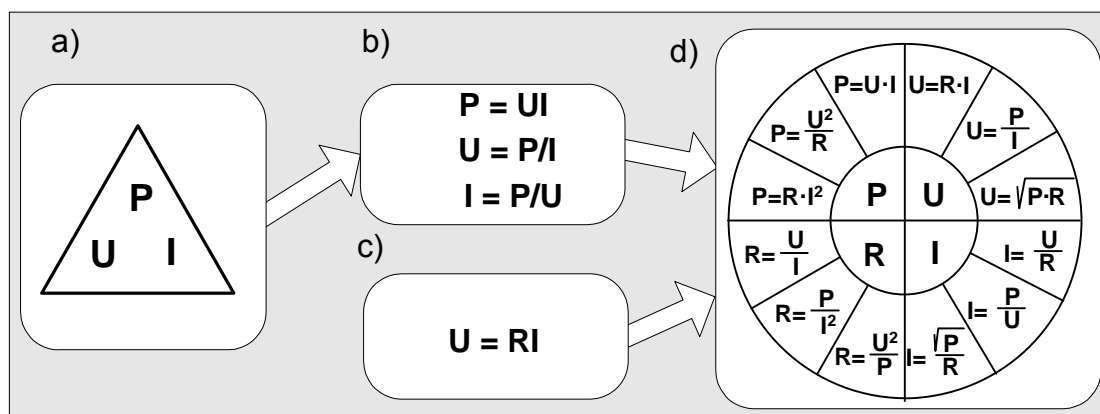 a)
P
U I
b)
P = UI
U = P/I
I = P/U
c)
U = RI
d)
P=U·I
U=R·I
P=U²/R
U=P/I
P=R·I²
U=√P·R
P U
R I
R=U/I
I=U/R
R=P/I²
I=P/U
R=U²/P
I=√P/R